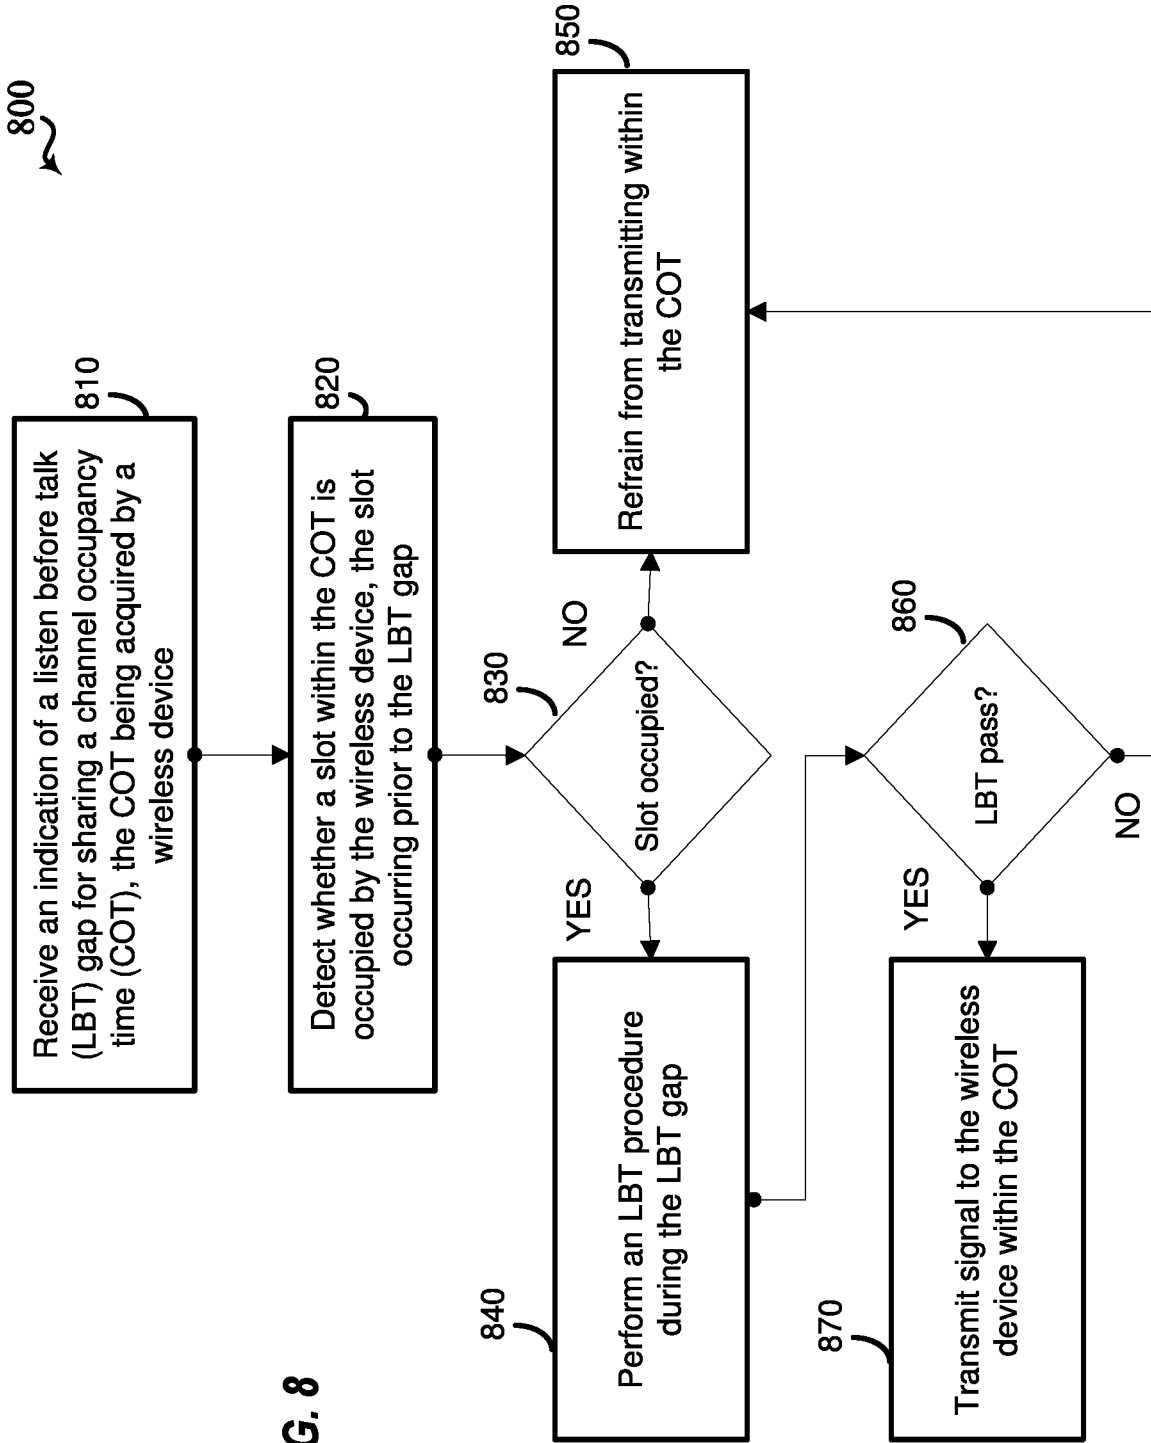 800
810
Receive an indication of a listen before talk
(LBT) gap for sharing a channel occupancy
time (COT), the COT being acquired by a
wireless device
820
Detect whether a slot within the COT is
occupied by the wireless device, the slot
occurring prior to the LBT gap
830
Slot occupied?
YES
NO
840
Perform an LBT procedure
during the LBT gap
850
Refrain from transmitting within
the COT
860
LBT pass?
YES
NO
870
Transmit signal to the wireless
device within the COT
G. 8